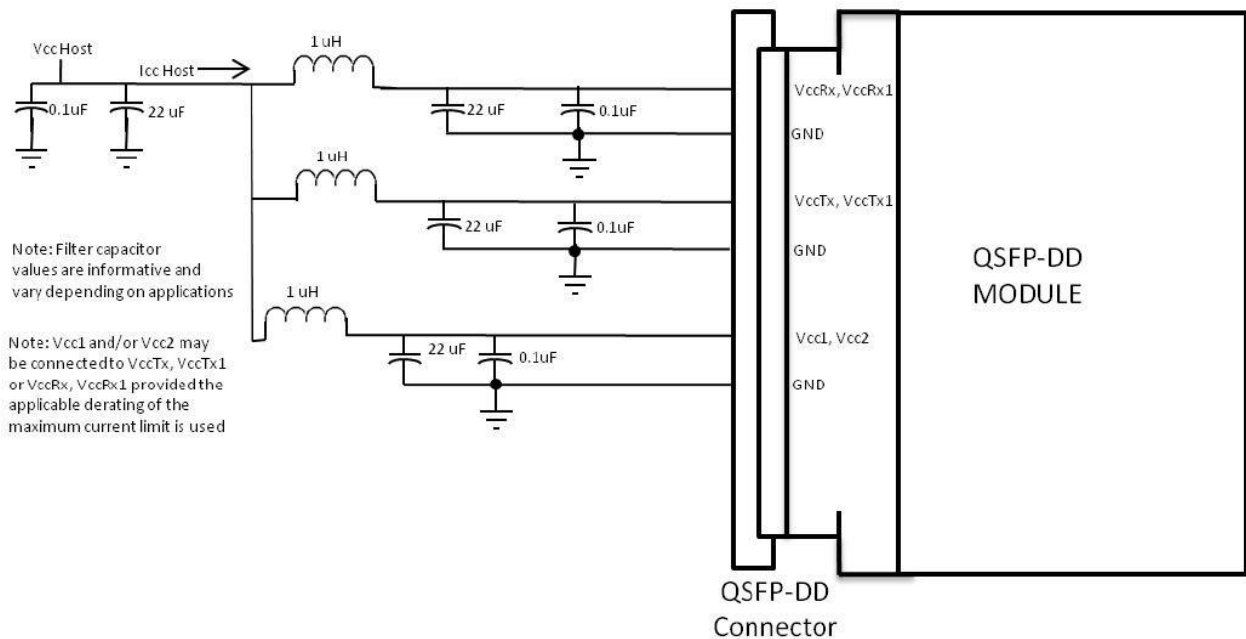 1 uH
Vcc Host
Icc Host
0.1uF
22 uF
22 uF
0.1uF
VccRx, VccRx1
GND
1 uH
22 uF
0.1uF
VccTx, VccTx1
GND
Note: Filter capacitor
values are informative and
vary depending on applications
1 uH
22 uF
0.1uF
Vcc1, Vcc2
GND
Note: Vcc1 and/or Vcc2 may
be connected to VccTx, VccTx1
or VccRx, VccRx1 provided the
applicable derating of the
maximum current limit is used
QSFP-DD
MODULE
QSFP-DD
Connector